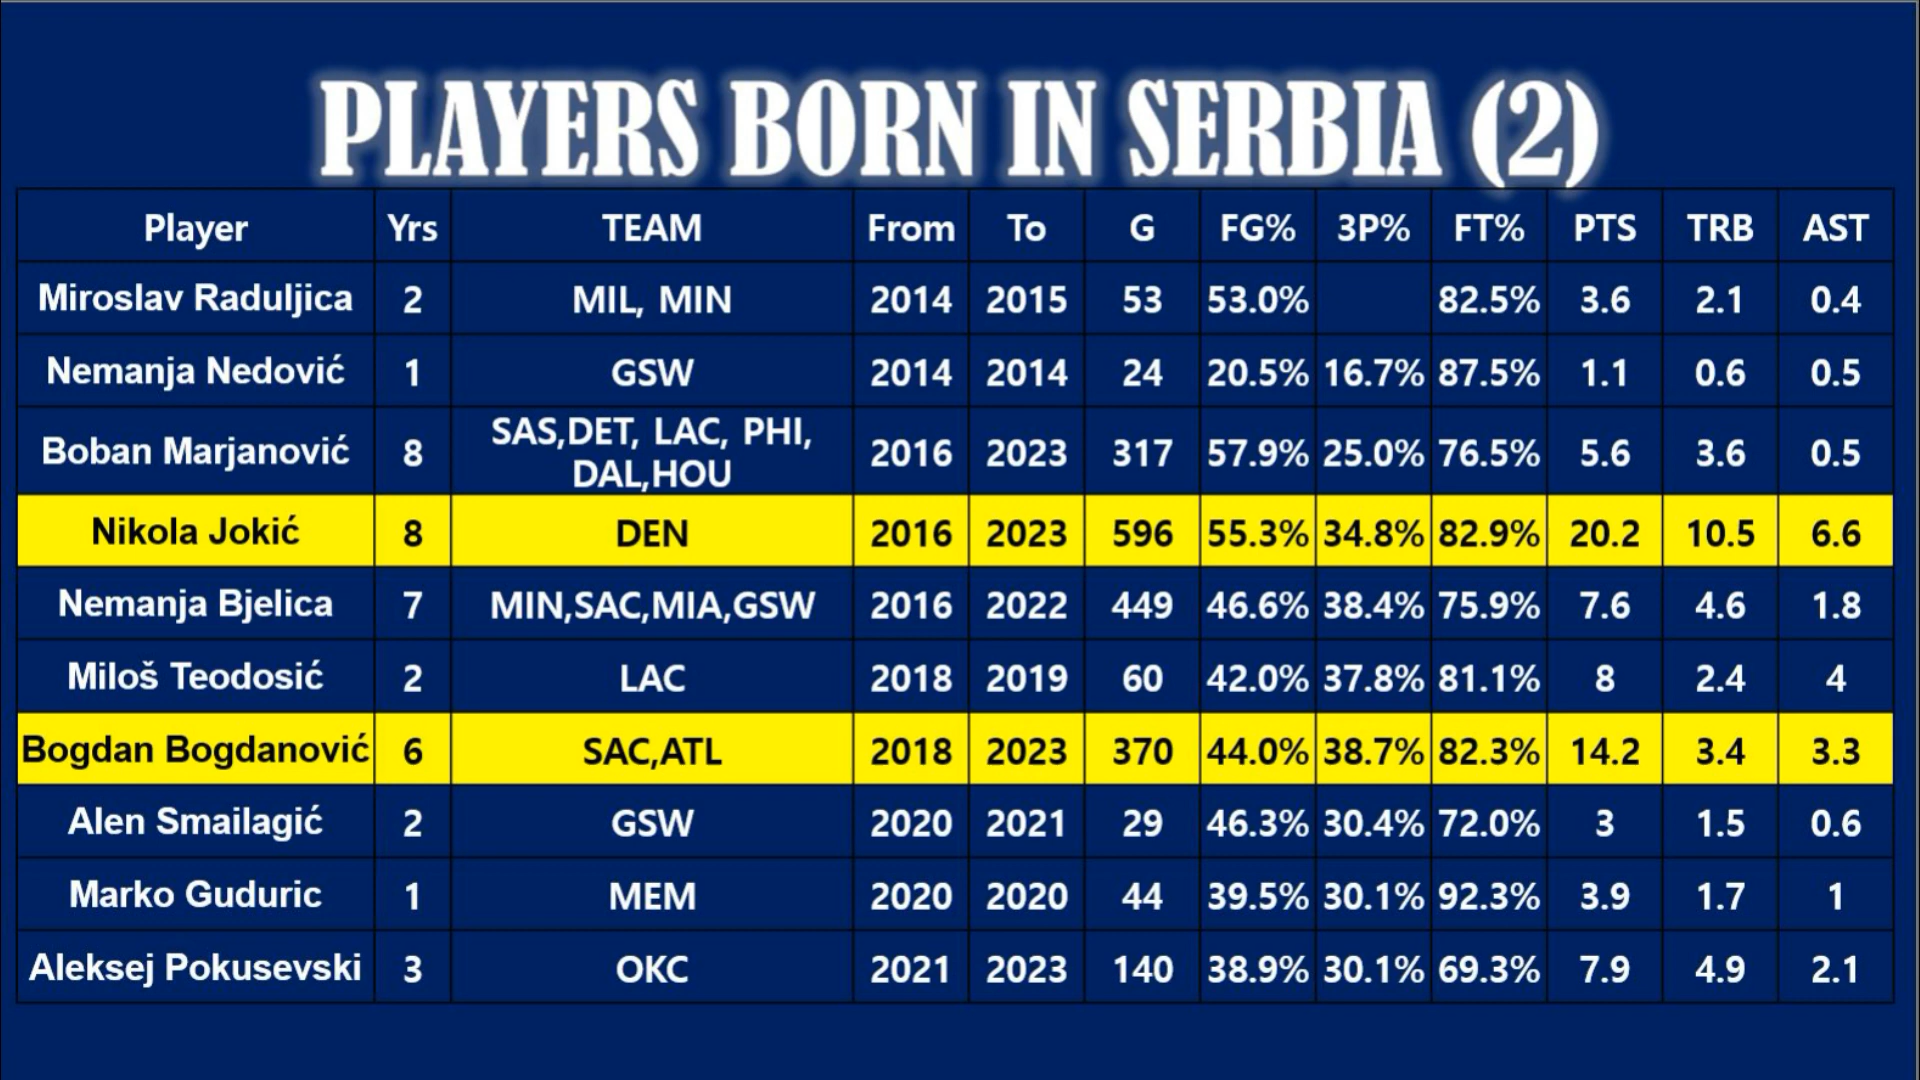 PLAYERS BORN IN SERBIA (2)
Player Yrs TEAM From To G FG% 3P% FT% PTS TRB AST
Miroslav Raduljica 2 MIL, MIN 2014 2015 53 53.0% 82.5% 3.6 2.1 0.4
Nemanja Nedović 1 GSW 2014 2014 24 20.5% 16.7% 87.5% 1.1 0.6 0.5
Boban Marjanović 8 SAS,DET, LAC, PHI, DAL,HOU 2016 2023 317 57.9% 25.0% 76.5% 5.6 3.6 0.5
Nikola Jokić 8 DEN 2016 2023 596 55.3% 34.8% 82.9% 20.2 10.5 6.6
Nemanja Bjelica 7 MIN,SAC,MIA,GSW 2016 2022 449 46.6% 38.4% 75.9% 7.6 4.6 1.8
Miloš Teodosić 2 LAC 2018 2019 60 42.0% 37.8% 81.1% 8 2.4 4
Bogdan Bogdanović 6 SAC,ATL 2018 2023 370 44.0% 38.7% 82.3% 14.2 3.4 3.3
Alen Smailagić 2 GSW 2020 2021 29 46.3% 30.4% 72.0% 3 1.5 0.6
Marko Guduric 1 MEM 2020 2020 44 39.5% 30.1% 92.3% 3.9 1.7 1
Aleksej Pokusevski 3 OKC 2021 2023 140 38.9% 30.1% 69.3% 7.9 4.9 2.1